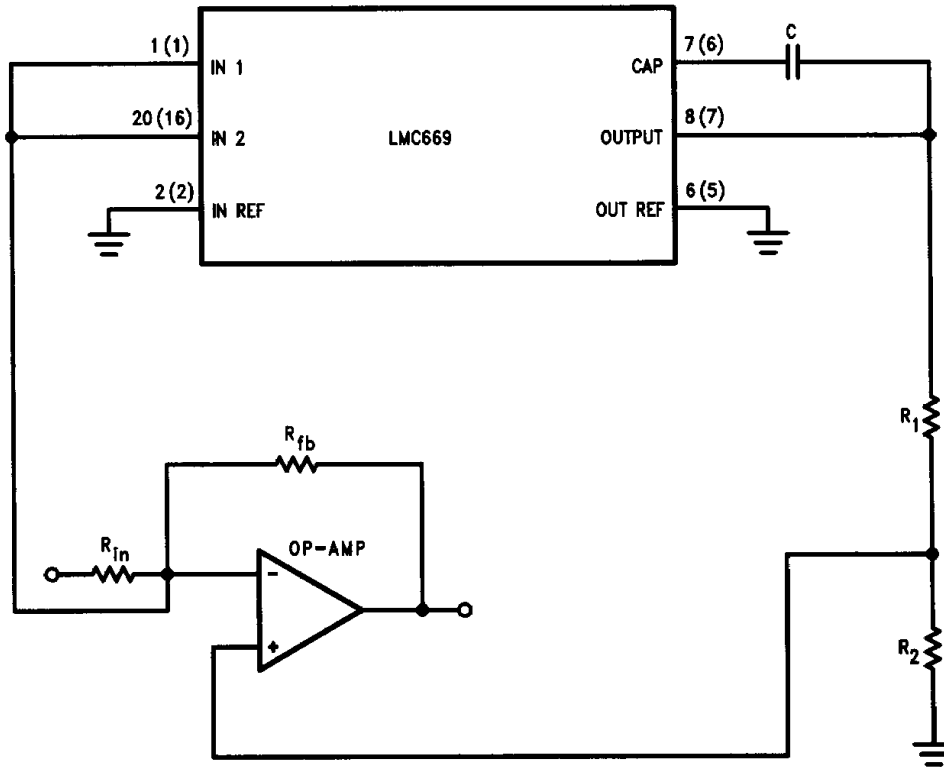 1 (1)
IN 1
20 (16)
IN 2
2 (2)
IN REF
LMC669
7 (6)
CAP
C
8 (7)
OUTPUT
6 (5)
OUT REF
R1
Rfb
OP-AMP
Rin
-
+
R2